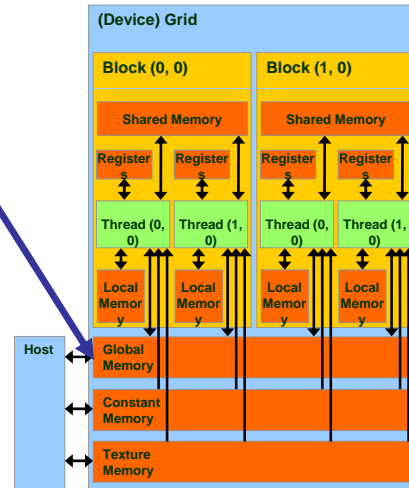 (Device) Grid
Block (0, 0)
Block (1, 0)
Shared Memory
Shared Memory
Register
s
Register
s
Register
s
Register
s
Thread (0,
0)
Thread (1,
0)
Thread (0,
0)
Thread (1,
0)
Local
Memor
y
Local
Memor
y
Local
Memor
y
Local
Memor
y
Host
Global
Memory
Constant
Memory
Texture
Memory